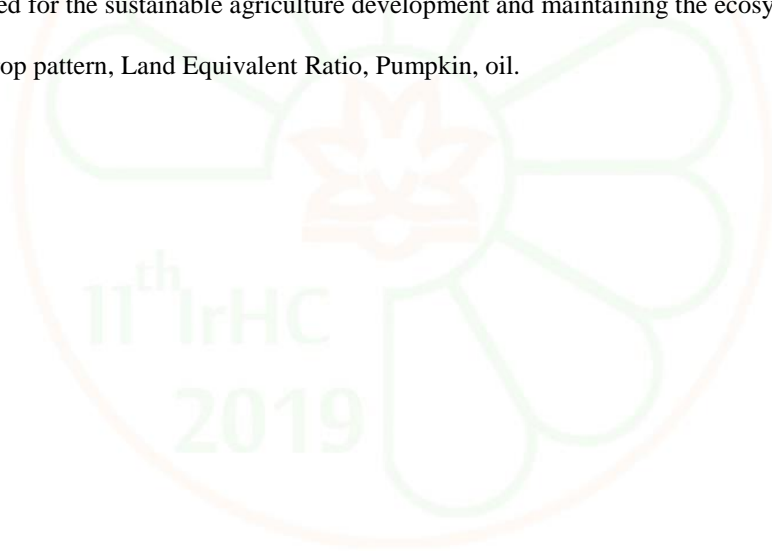 ed for the sustainable agriculture development and maintaining the ecosy
op pattern, Land Equivalent Ratio, Pumpkin, oil.
11th IrHC
2019